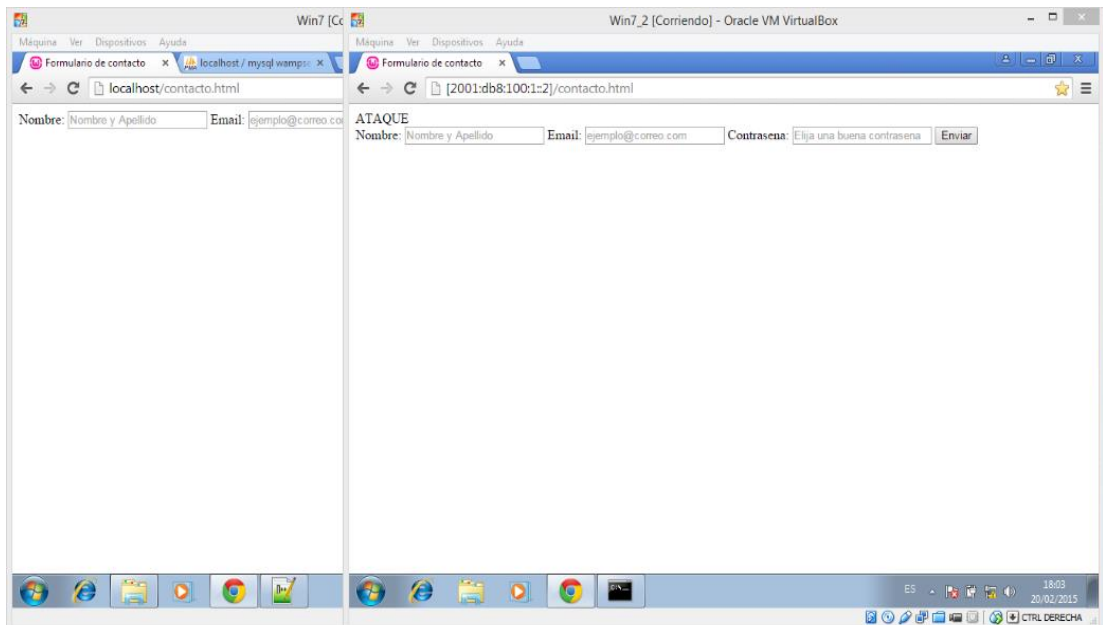 Win7 [Co
Máquina Ver Dispositivos Ayuda
Formulario de contacto × localhost / mysql wampse ×
localhost/contacto.html
Nombre: Nombre y Apellido Email: ejemplo@correo.co
Win7_2 [Corriendo] - Oracle VM VirtualBox
Máquina Ver Dispositivos Ayuda
Formulario de contacto ×
[2001:db8:100:1::2]/contacto.html
ATAQUE
Nombre: Nombre y Apellido Email: ejemplo@correo.com Contrasena: Elija una buena contrasena Enviar
ES 18:03
20/02/2015
CTRL DERECHA